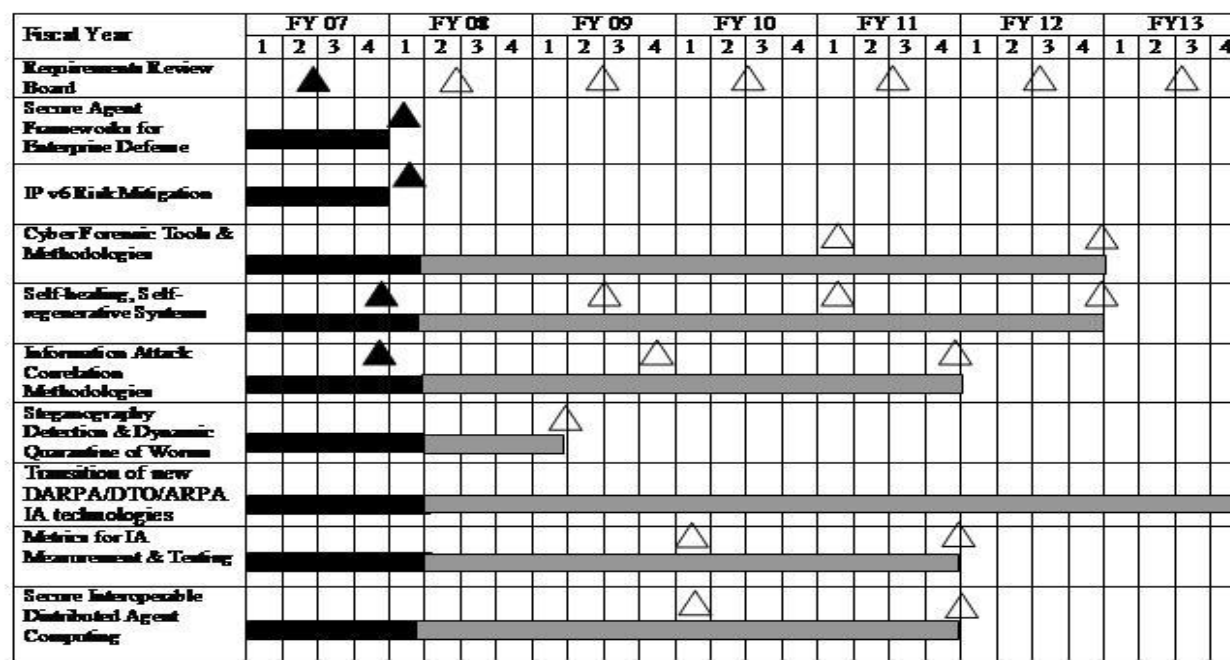 Fiscal Year FY 07 FY 08 FY 09 FY 10 FY 11 FY 12 FY13
1 2 3 4 1 2 3 4 1 2 3 4 1 2 3 4 1 2 3 4 1 2 3 4 1 2 3 4
Requirements Review
Board
Secure Agent
Frameworks for
Enterprise Defense
IP v6 Risk Mitigation
Cyber Forensic Tools &
Methodologies
Self-healing, Self-
regenerative Systems
Information Attack
Correlation
Methodologies
Steganography
Detection & Dynamic
Quarantine of Worms
Transition of new
DARPA/DTO/ARPA
IA technologies
Metrics for IA
Measurement & Testing
Secure Interoperable
Distributed Agent
Computing